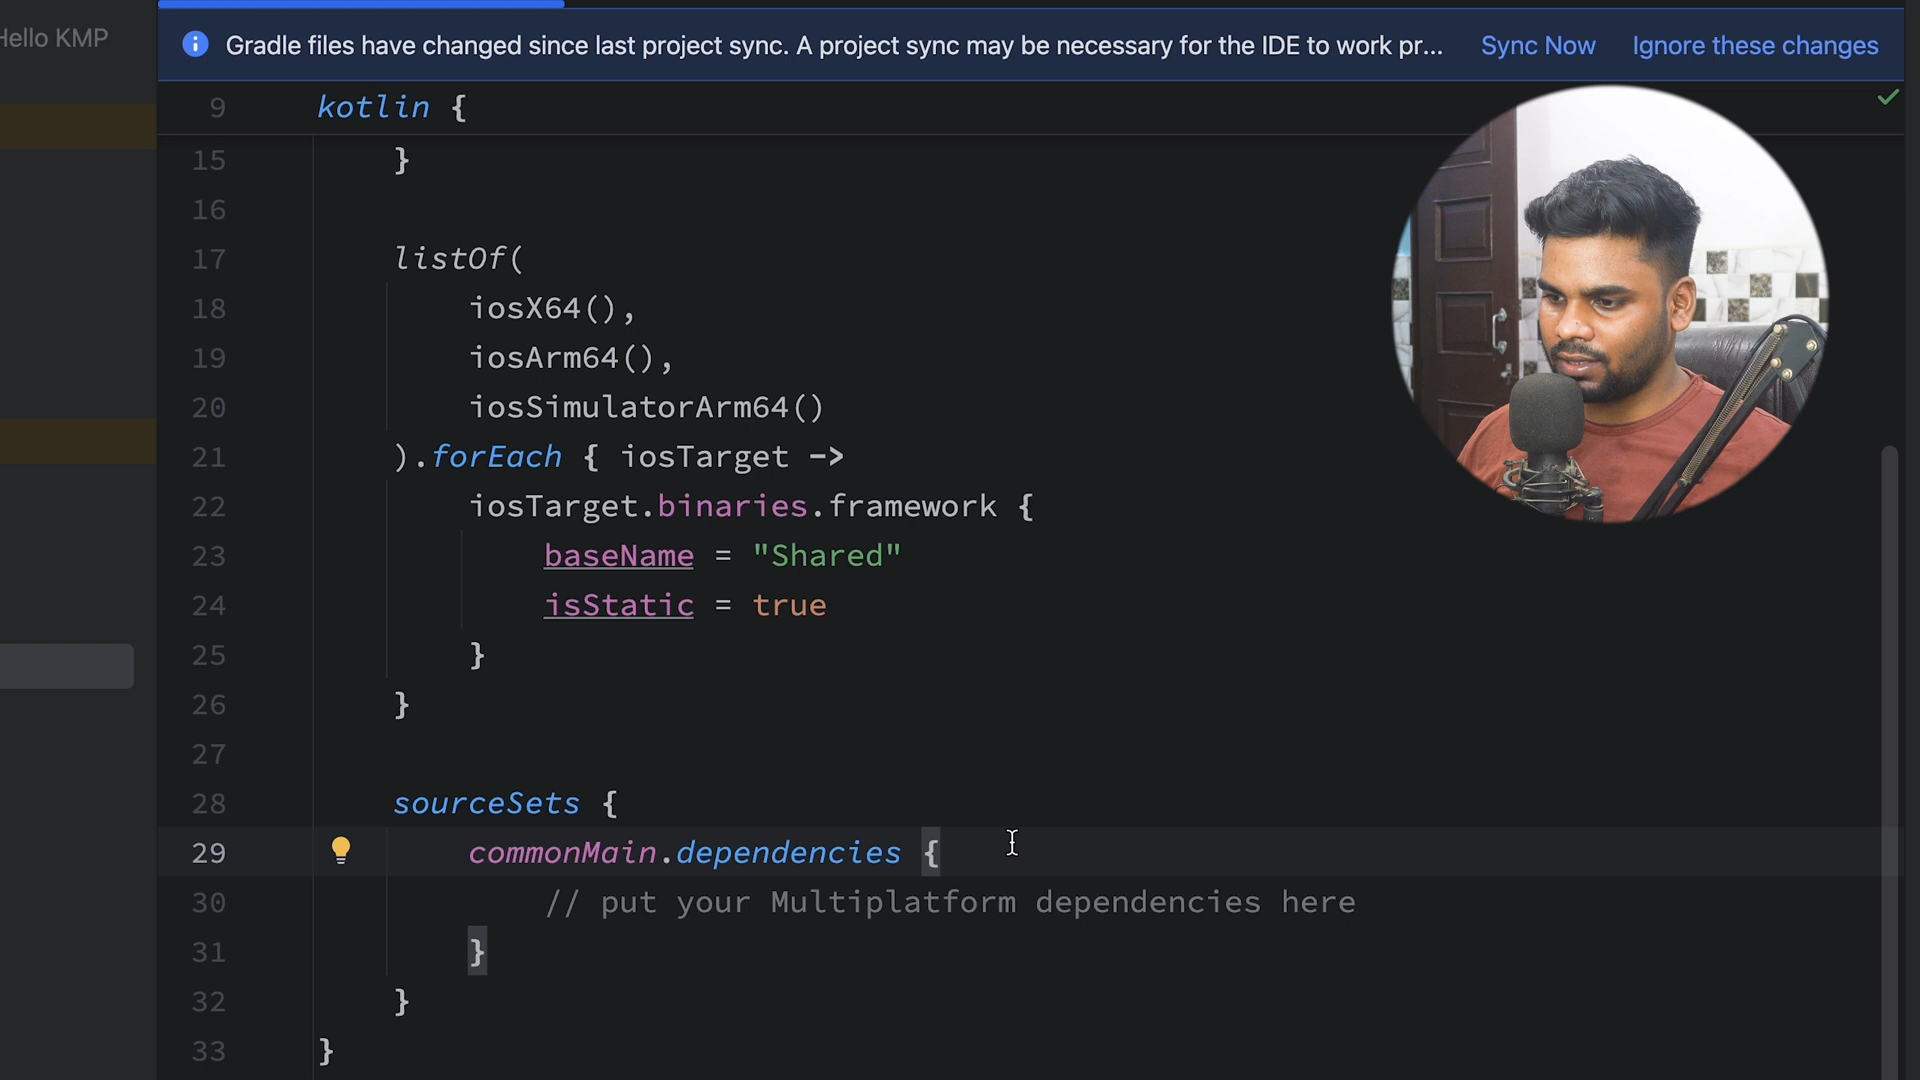 Hello KMP
Gradle files have changed since last project sync. A project sync may be necessary for the IDE to work pr... Sync Now Ignore these changes
9 kotlin {
15 }
16
17 listOf(
18 iosX64(),
19 iosArm64(),
20 iosSimulatorArm64()
21 ).forEach { iosTarget ->
22 iosTarget.binaries.framework {
23 baseName = "Shared"
24 isStatic = true
25 }
26 }
27
28 sourceSets {
29 commonMain.dependencies {
30 // put your Multiplatform dependencies here
31 }
32 }
33 }